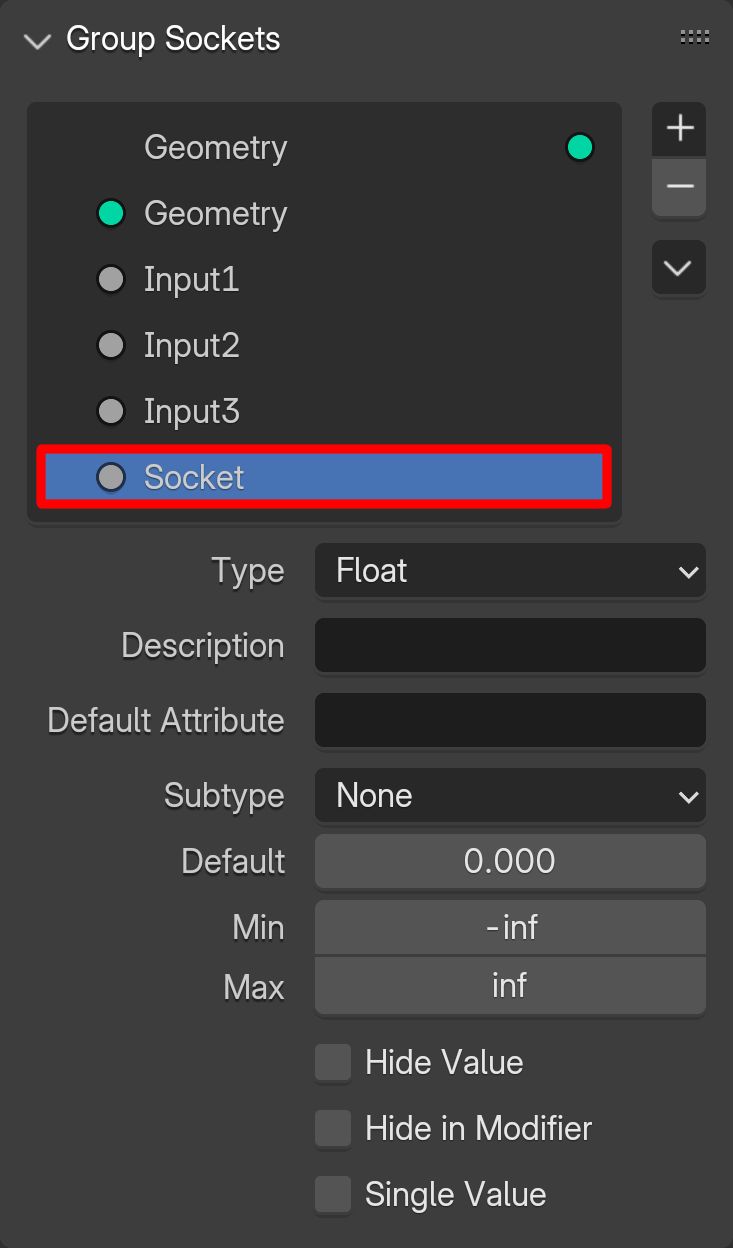 Group Sockets
Geometry
Geometry
Input1
Input2
Input3
Socket
Type Float
Description
Default Attribute
Subtype None
Default 0.000
Min -inf
Max inf
Hide Value
Hide in Modifier
Single Value